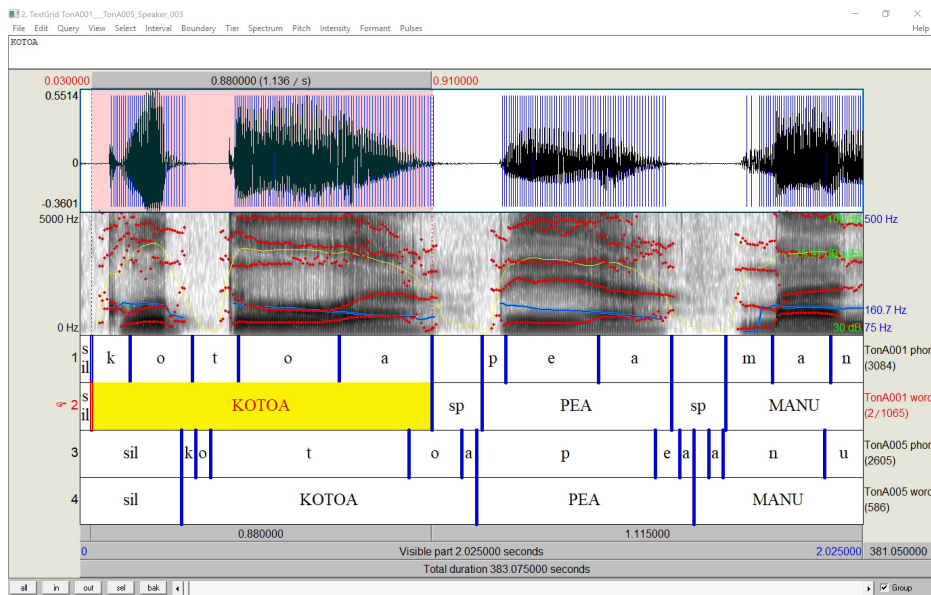 2. TextGrid TonA001___TonA005_Speaker_003
File Edit Query View Select Interval Boundary Tier Spectrum Pitch Intensity Formant Pulses Help
KOTOA
0.030000 0.880000 (1.136 / s) 0.910000
0.5514
0
-0.3601
5000 Hz 500 Hz
160.7 Hz
0 Hz 30 dB 75 Hz
1 sil k o t o a p e a m a n TonA001 phon (3084)
2 sil KOTOA sp PEA sp MANU TonA001 word (2/1065)
3 sil k o t o a p e a a n u TonA005 phon (2605)
4 sil KOTOA PEA MANU TonA005 word (586)
0.880000 1.115000
0 Visible part 2.025000 seconds 2.025000 381.050000
Total duration 383.075000 seconds
all in out sel bak Group